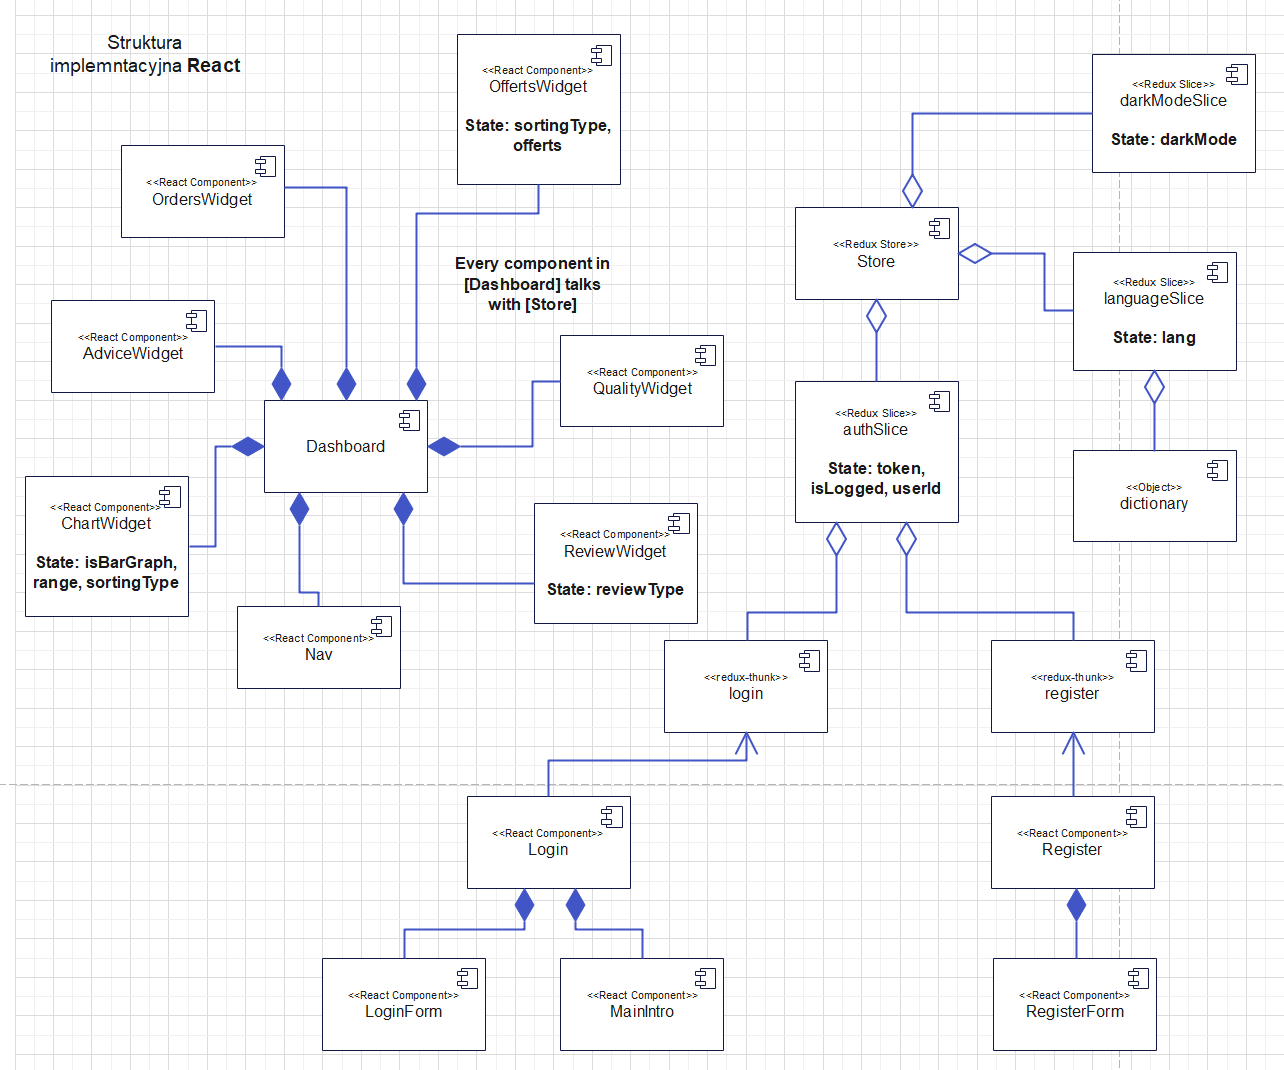 Struktura
implemntacyjna React
<<React Component>>
OffertsWidget
State: sortingType,
offerts
<<Redux Slice>>
darkModeSlice
State: darkMode
<<React Component>>
OrdersWidget
<<Redux Store>>
Store
Every component in
[Dashboard] talks
with [Store]
<<Redux Slice>>
languageSlice
State: lang
<<React Component>>
AdviceWidget
<<React Component>>
QualityWidget
Dashboard
<<Redux Slice>>
authSlice
State: token,
isLogged, userId
<<Object>>
dictionary
<<React Component>>
ChartWidget
State: isBarGraph,
range, sortingType
<<React Component>>
ReviewWidget
State: reviewType
<<React Component>>
Nav
<<redux-thunk>>
login
<<redux-thunk>>
register
<<React Component>>
Login
<<React Component>>
Register
<<React Component>>
LoginForm
<<React Component>>
MainIntro
<<React Component>>
RegisterForm